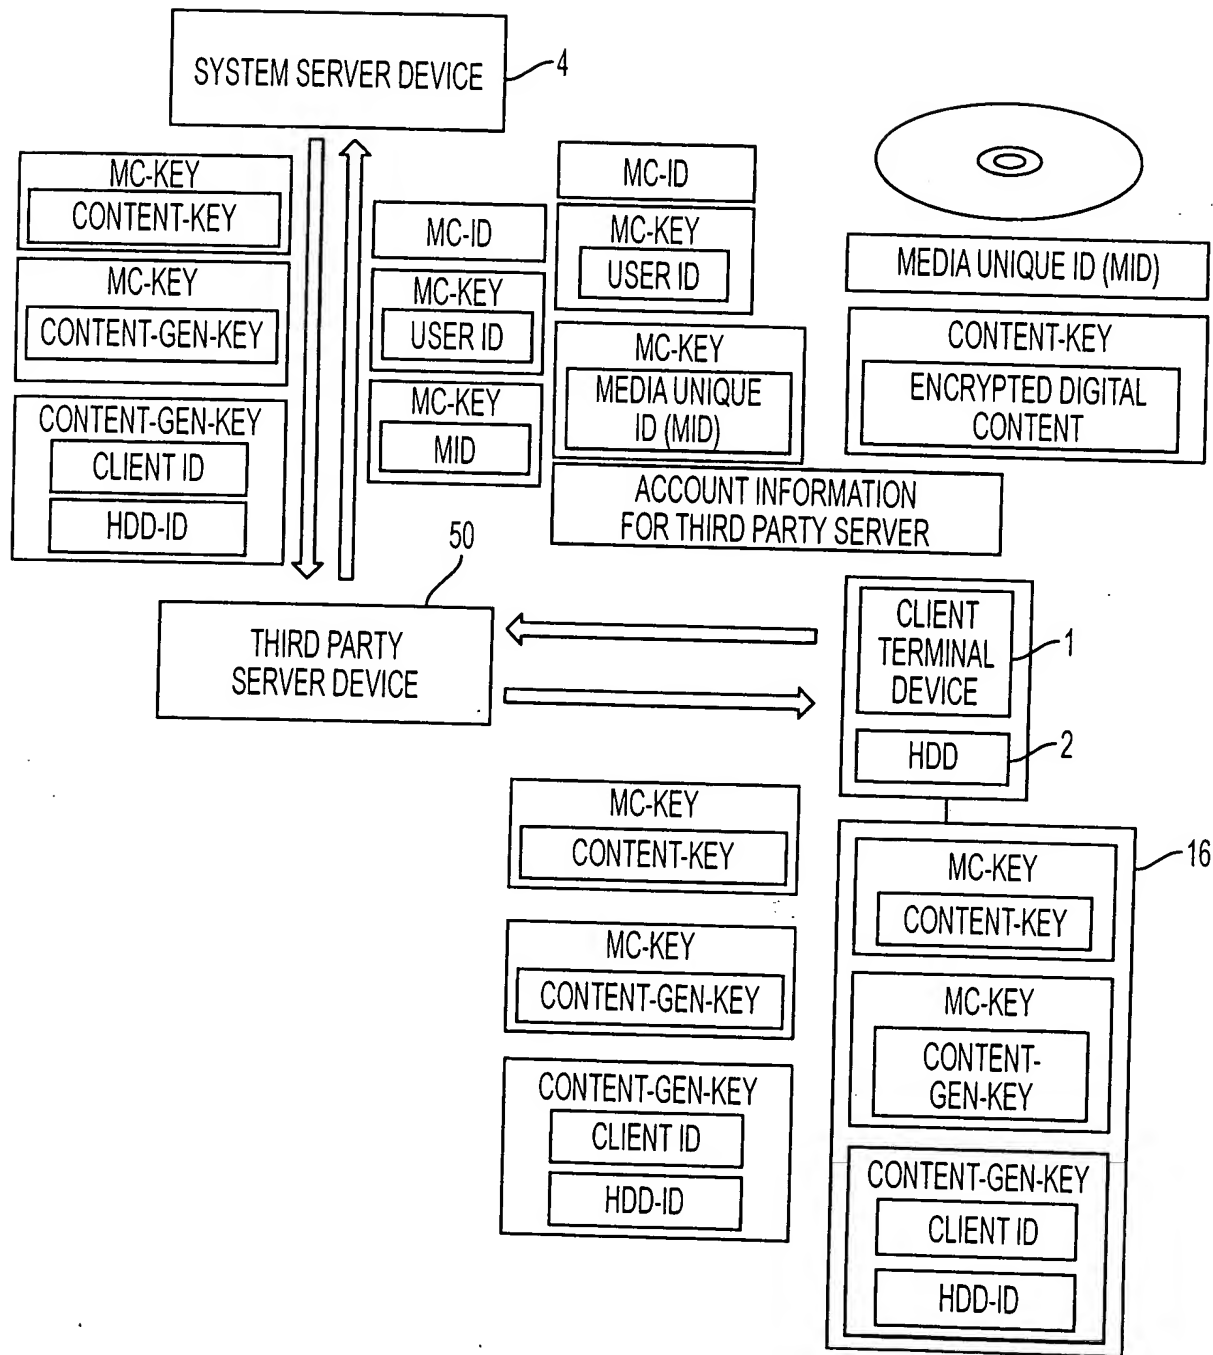 SYSTEM SERVER DEVICE
4
MC-KEY
CONTENT-KEY
MC-KEY
CONTENT-GEN-KEY
CONTENT-GEN-KEY
CLIENT ID
HDD-ID
MC-ID
MC-KEY
USER ID
MC-KEY
MID
MC-ID
MC-KEY
USER ID
MC-KEY
MEDIA UNIQUE
ID (MID)
ACCOUNT INFORMATION
FOR THIRD PARTY SERVER
MEDIA UNIQUE ID (MID)
CONTENT-KEY
ENCRYPTED DIGITAL
CONTENT
50
THIRD PARTY
SERVER DEVICE
CLIENT
TERMINAL
DEVICE
1
HDD
2
MC-KEY
CONTENT-KEY
MC-KEY
CONTENT-GEN-KEY
CONTENT-GEN-KEY
CLIENT ID
HDD-ID
16
MC-KEY
CONTENT-KEY
MC-KEY
CONTENT-
GEN-KEY
CONTENT-GEN-KEY
CLIENT ID
HDD-ID